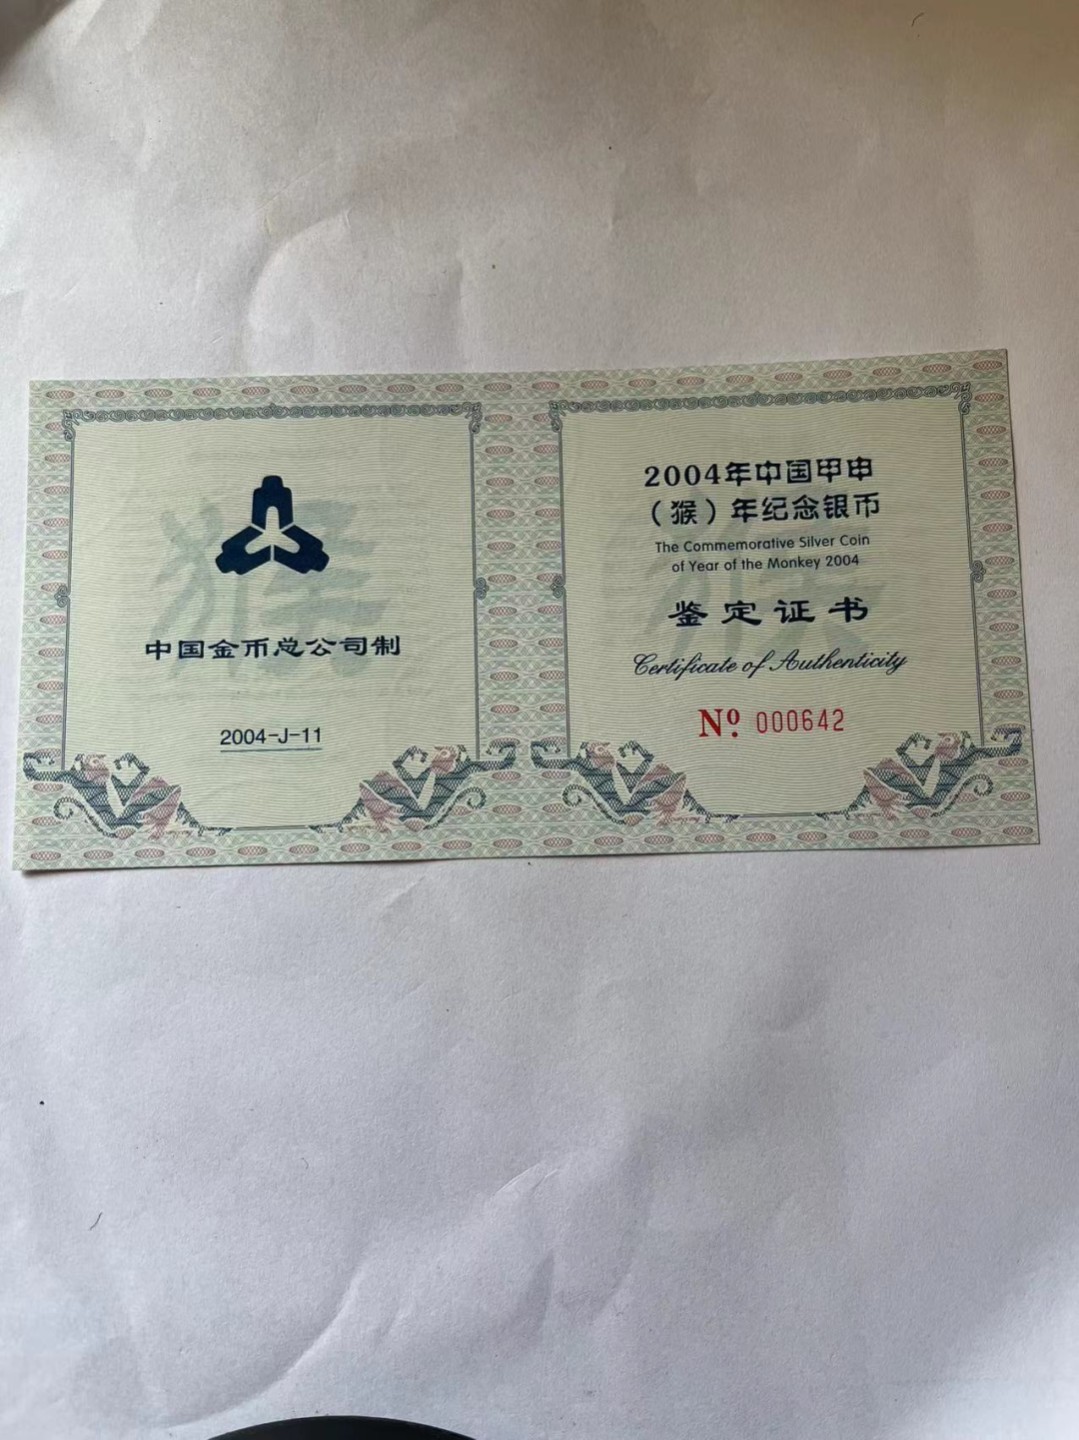 中国金币总公司制
2004-J-11
2004年中国甲申
（猴）年纪念银币
The Commemorative Silver Coin
of Year of the Monkey 2004
鉴定证书
Certificate of Authenticity
Nº. 000642
猴
猴